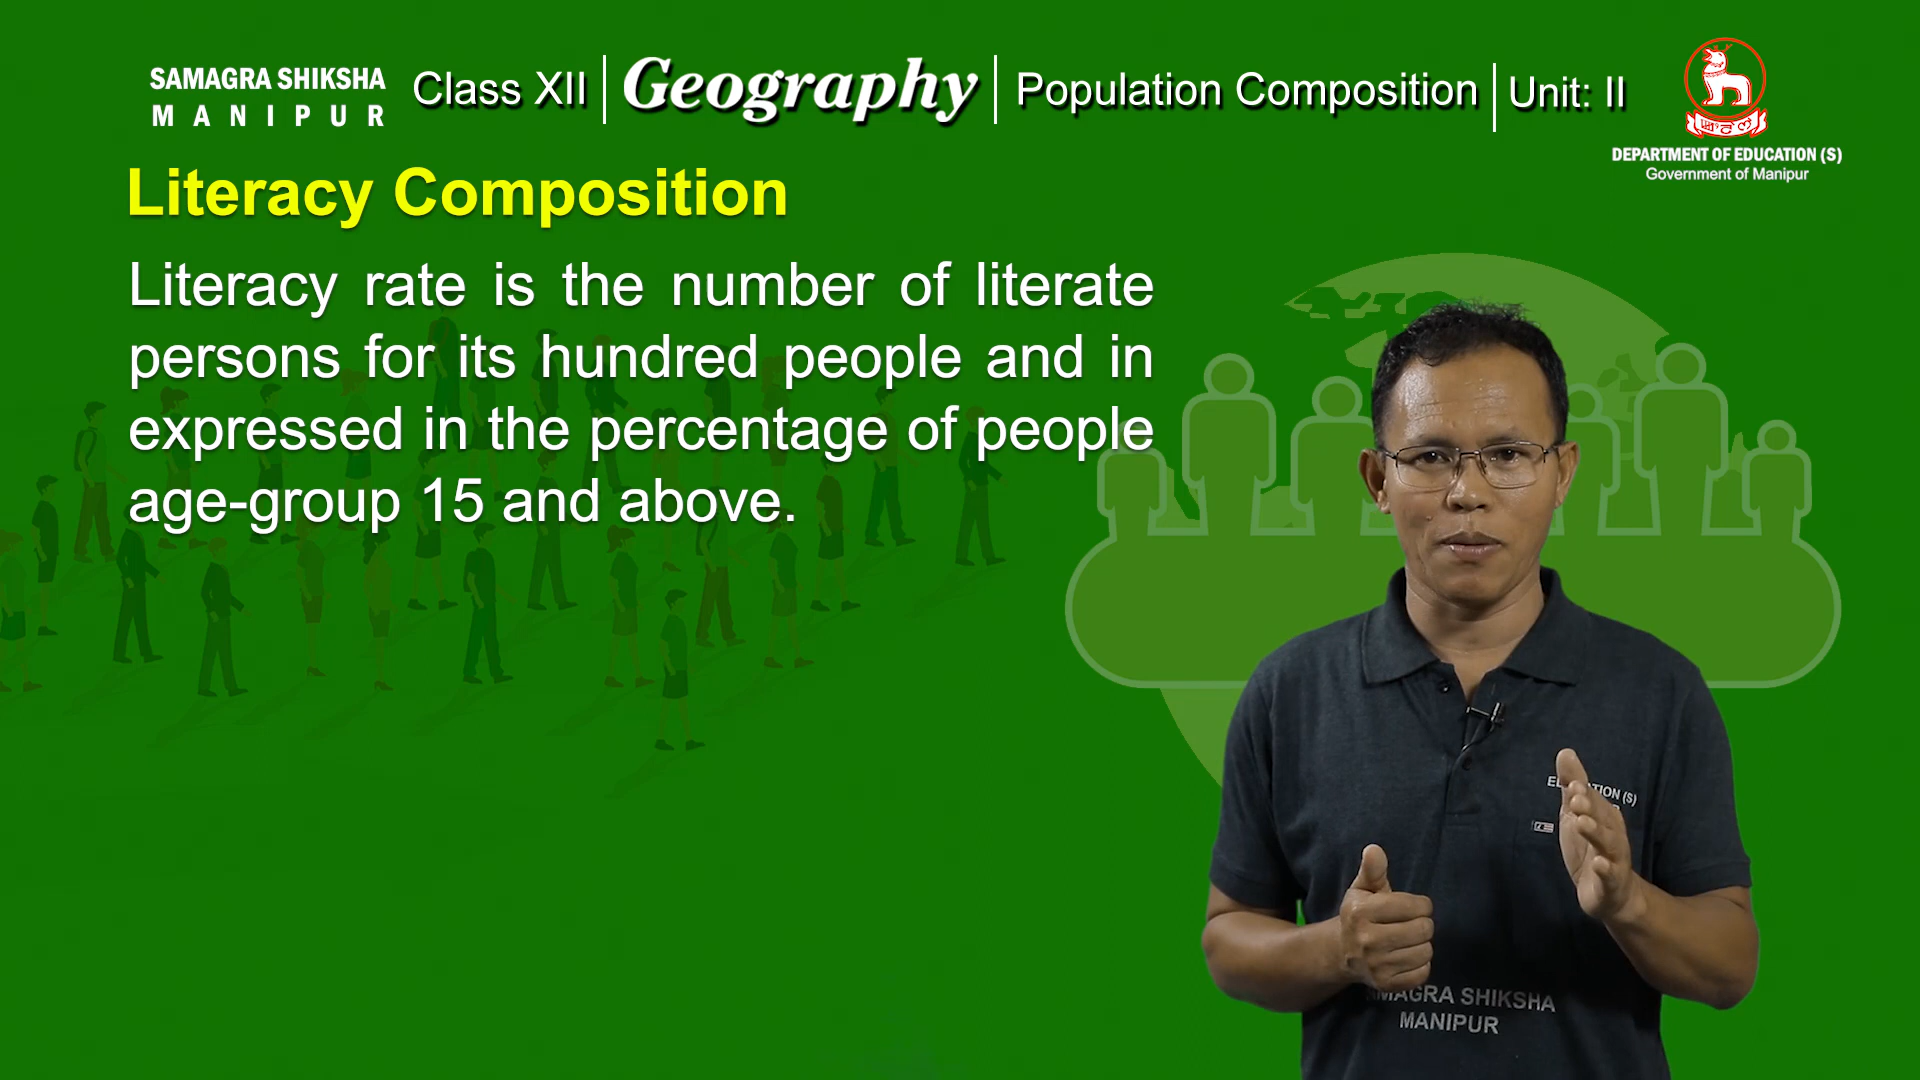 SAMAGRA SHIKSHA
MANIPUR
Class XII
Geography
Population Composition
Unit: II
DEPARTMENT OF EDUCATION (S)
Government of Manipur
Literacy Composition
Literacy rate is the number of literate
persons for its hundred people and in
expressed in the percentage of people
age-group 15 and above.
(S)
SHIKSHA
MANIPUR